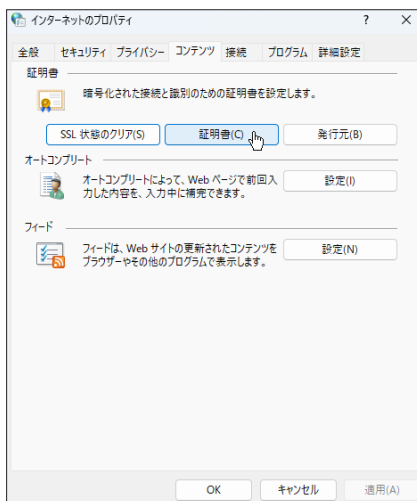 インターネットのプロパティ ? ×
全般 セキュリティ プライバシー コンテンツ 接続 プログラム 詳細設定
証明書
暗号化された接続と識別のための証明書を設定します。
SSL 状態のクリア(S) 証明書(C) 発行元(B)
オートコンプリート
オートコンプリートによって、Web ページで前回入 設定(I)
力した内容を、入力中に補完できます。
フィード
フィードは、Web サイトの更新されたコンテンツを 設定(N)
ブラウザーやその他のプログラムで表示します。
OK キャンセル 適用(A)